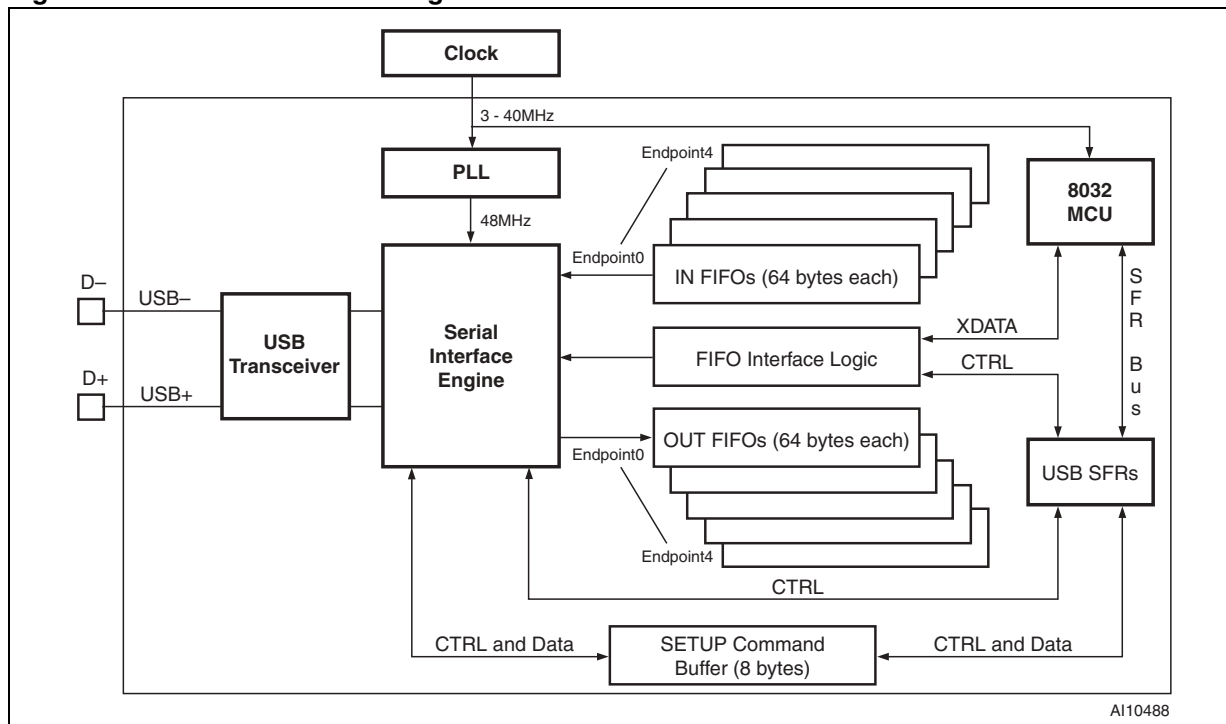 Clock
3 - 40MHz
PLL
48MHz
Endpoint4
Endpoint0
IN FIFOs (64 bytes each)
8032
MCU
D–
USB–
USB
Transceiver
D+
USB+
Serial
Interface
Engine
FIFO Interface Logic
XDATA
CTRL
SFR Bus
OUT FIFOs (64 bytes each)
Endpoint0
Endpoint4
USB SFRs
CTRL
CTRL and Data
SETUP Command
Buffer (8 bytes)
CTRL and Data
AI10488